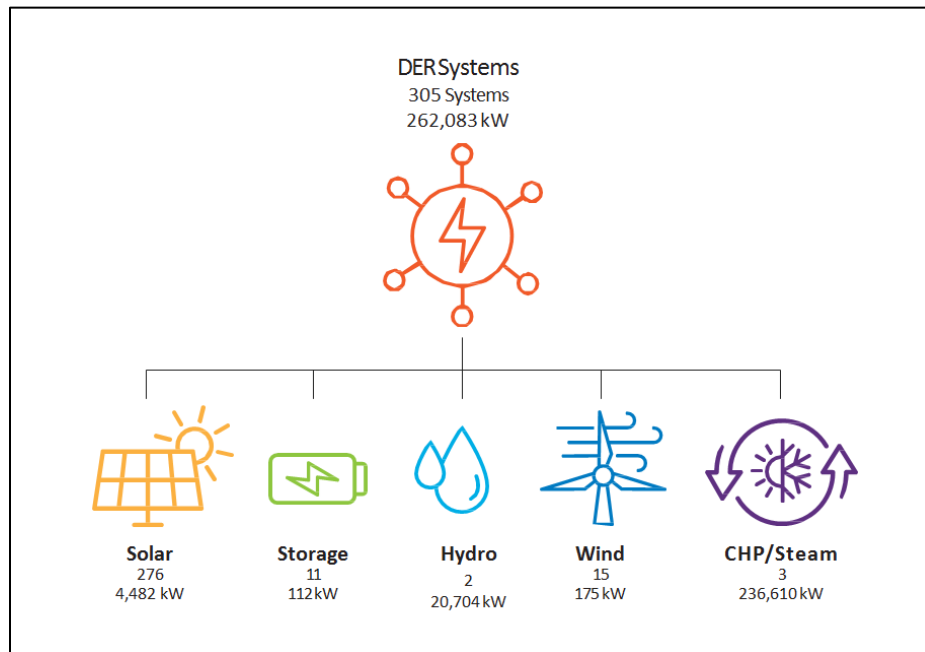 DER Systems
305 Systems
262,083 kW
Solar
276
4,482 kW
Storage
11
112 kW
Hydro
2
20,704 kW
Wind
15
175 kW
CHP/Steam
3
236,610 kW